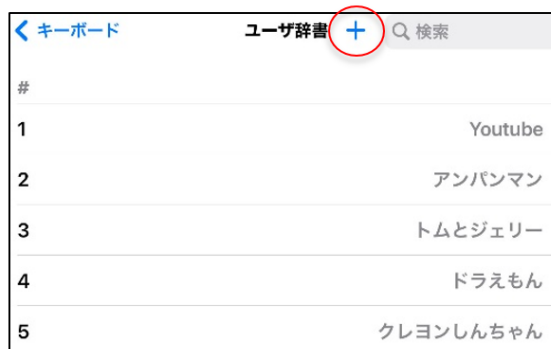 キーボード ユーザ辞書 + 検索
#
1 Youtube
2 アンパンマン
3 トムとジェリー
4 ドラえもん
5 クレヨンしんちゃん